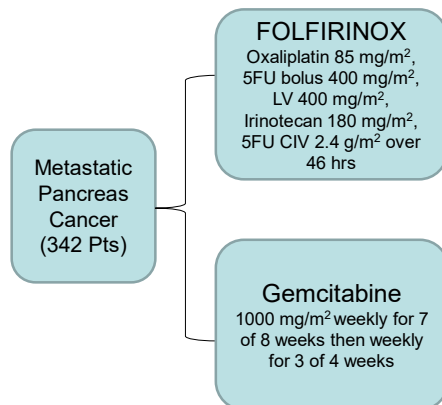 FOLFIRINOX
Oxaliplatin 85 mg/m²,
5FU bolus 400 mg/m²,
LV 400 mg/m²,
Irinotecan 180 mg/m²,
5FU CIV 2.4 g/m² over
46 hrs
Metastatic
Pancreas
Cancer
(342 Pts)
Gemcitabine
1000 mg/m² weekly for 7
of 8 weeks then weekly
for 3 of 4 weeks